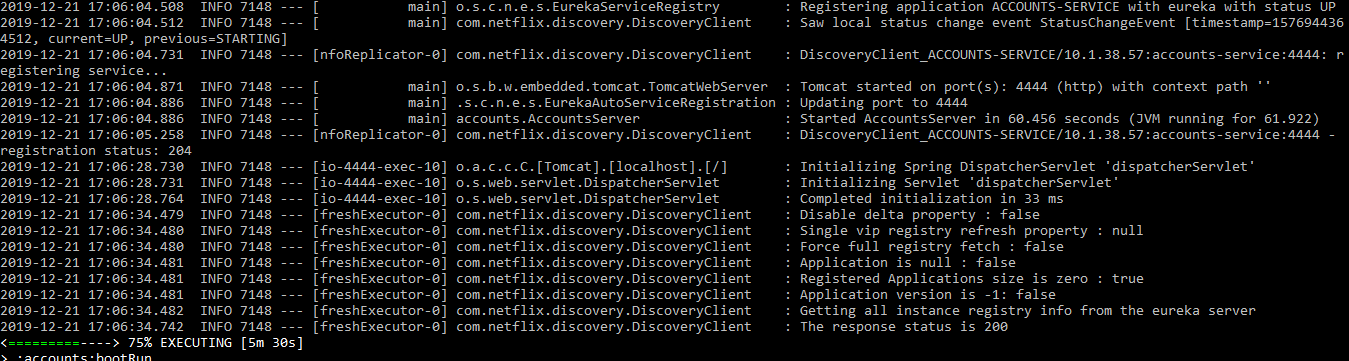 2019-12-21 17:06:04.508  INFO 7148 --- [           main] o.s.c.n.e.s.EurekaServiceRegistry        : Registering application ACCOUNTS-SERVICE with eureka with status UP
2019-12-21 17:06:04.512  INFO 7148 --- [           main] com.netflix.discovery.DiscoveryClient    : Saw local status change event StatusChangeEvent [timestamp=157694436
4512, current=UP, previous=STARTING]
2019-12-21 17:06:04.731  INFO 7148 --- [nfoReplicator-0] com.netflix.discovery.DiscoveryClient    : DiscoveryClient_ACCOUNTS-SERVICE/10.1.38.57:accounts-service:4444: r
egistering service...
2019-12-21 17:06:04.871  INFO 7148 --- [           main] o.s.b.w.embedded.tomcat.TomcatWebServer  : Tomcat started on port(s): 4444 (http) with context path ''
2019-12-21 17:06:04.886  INFO 7148 --- [           main] .s.c.n.e.s.EurekaAutoServiceRegistration : Updating port to 4444
2019-12-21 17:06:04.886  INFO 7148 --- [           main] accounts.AccountsServer                  : Started AccountsServer in 60.456 seconds (JVM running for 61.922)
2019-12-21 17:06:05.258  INFO 7148 --- [nfoReplicator-0] com.netflix.discovery.DiscoveryClient    : DiscoveryClient_ACCOUNTS-SERVICE/10.1.38.57:accounts-service:4444 -
registration status: 204
2019-12-21 17:06:28.730  INFO 7148 --- [io-4444-exec-10] o.a.c.c.C.[Tomcat].[localhost].[/]       : Initializing Spring DispatcherServlet 'dispatcherServlet'
2019-12-21 17:06:28.731  INFO 7148 --- [io-4444-exec-10] o.s.web.servlet.DispatcherServlet        : Initializing Servlet 'dispatcherServlet'
2019-12-21 17:06:28.764  INFO 7148 --- [io-4444-exec-10] o.s.web.servlet.DispatcherServlet        : Completed initialization in 33 ms
2019-12-21 17:06:34.479  INFO 7148 --- [freshExecutor-0] com.netflix.discovery.DiscoveryClient    : Disable delta property : false
2019-12-21 17:06:34.480  INFO 7148 --- [freshExecutor-0] com.netflix.discovery.DiscoveryClient    : Single vip registry refresh property : null
2019-12-21 17:06:34.480  INFO 7148 --- [freshExecutor-0] com.netflix.discovery.DiscoveryClient    : Force full registry fetch : false
2019-12-21 17:06:34.481  INFO 7148 --- [freshExecutor-0] com.netflix.discovery.DiscoveryClient    : Application is null : false
2019-12-21 17:06:34.481  INFO 7148 --- [freshExecutor-0] com.netflix.discovery.DiscoveryClient    : Registered Applications size is zero : true
2019-12-21 17:06:34.481  INFO 7148 --- [freshExecutor-0] com.netflix.discovery.DiscoveryClient    : Application version is -1: false
2019-12-21 17:06:34.482  INFO 7148 --- [freshExecutor-0] com.netflix.discovery.DiscoveryClient    : Getting all instance registry info from the eureka server
2019-12-21 17:06:34.742  INFO 7148 --- [freshExecutor-0] com.netflix.discovery.DiscoveryClient    : The response status is 200
<=========----> 75% EXECUTING [5m 30s]
> :accounts:bootRun